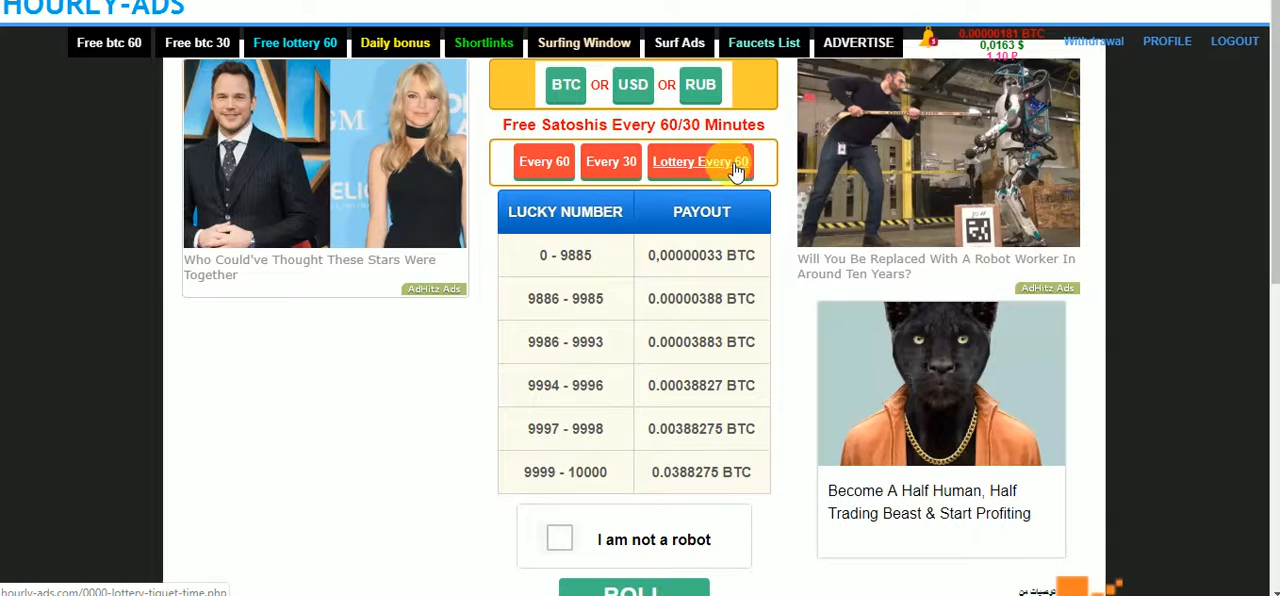 HOURLY-ADS
Free btc 60
Free btc 30
Free lottery 60
Daily bonus
Shortlinks
Surfing Window
Surf Ads
Faucets List
ADVERTISE
0.00000181 BTC
0,0163 $
1,10 ₽
Withdrawal
PROFILE
LOGOUT
Who Could've Thought These Stars Were
Together
AdHitz Ads
BTC OR USD OR RUB
Free Satoshis Every 60/30 Minutes
Every 60
Every 30
Lottery Every 60
LUCKY NUMBER PAYOUT
0 - 9885 0,00000033 BTC
9886 - 9985 0.00000388 BTC
9986 - 9993 0.00003883 BTC
9994 - 9996 0.00038827 BTC
9997 - 9998 0.00388275 BTC
9999 - 10000 0.0388275 BTC
I am not a robot
ROLL
Will You Be Replaced With A Robot Worker In
Around Ten Years?
AdHitz Ads
Become A Half Human, Half
Trading Beast & Start Profiting
توصيات من
hourly-ads.com/0000-lottery-tiquet-time.php